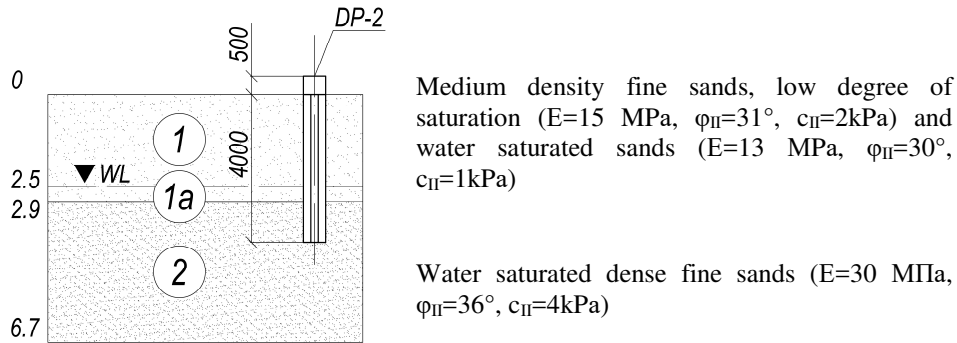 DP-2
500
0
4000
1
WL
2.5
1a
2.9
2
6.7
Medium density fine sands, low degree of
saturation (E=15 MPa, φII=31°, cII=2kPa) and
water saturated sands (E=13 MPa, φII=30°,
cII=1kPa)
Water saturated dense fine sands (E=30 МПа,
φII=36°, cII=4kPa)